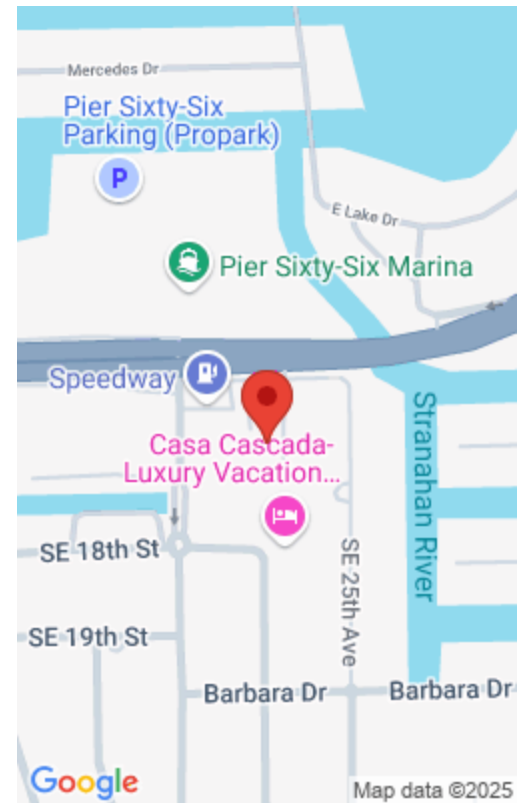 Mercedes Dr
Pier Sixty-Six
Parking (Propark)
P
E Lake Dr
Pier Sixty-Six Marina
Speedway
Casa Cascada-
Luxury Vacation...
Stranahan River
SE 18th St
SE 25th Ave
SE 19th St
Barbara Dr
Barbara Dr
Google
Map data ©2025